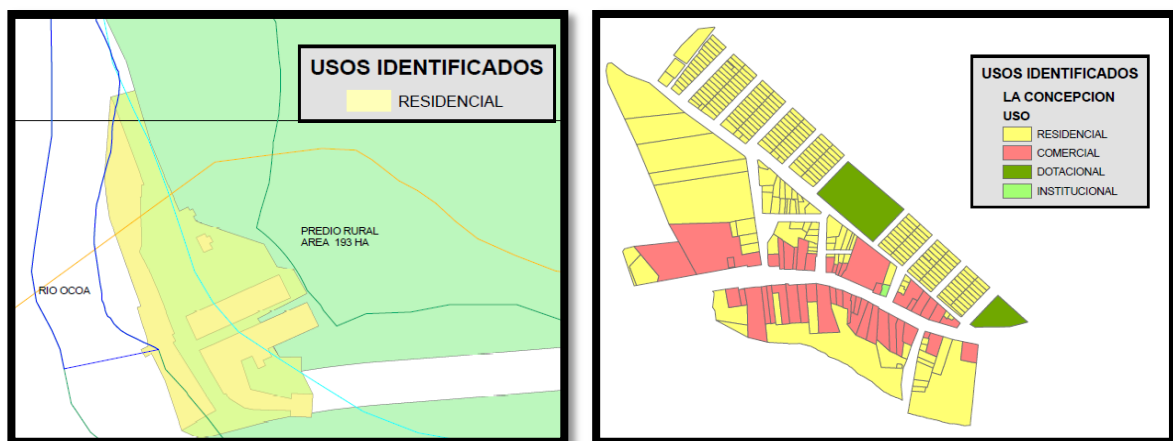 USOS IDENTIFICADOS
RESIDENCIAL
PREDIO RURAL
AREA 193 HA
RIO OCOA
USOS IDENTIFICADOS
LA CONCEPCION
USO
RESIDENCIAL
COMERCIAL
DOTACIONAL
INSTITUCIONAL